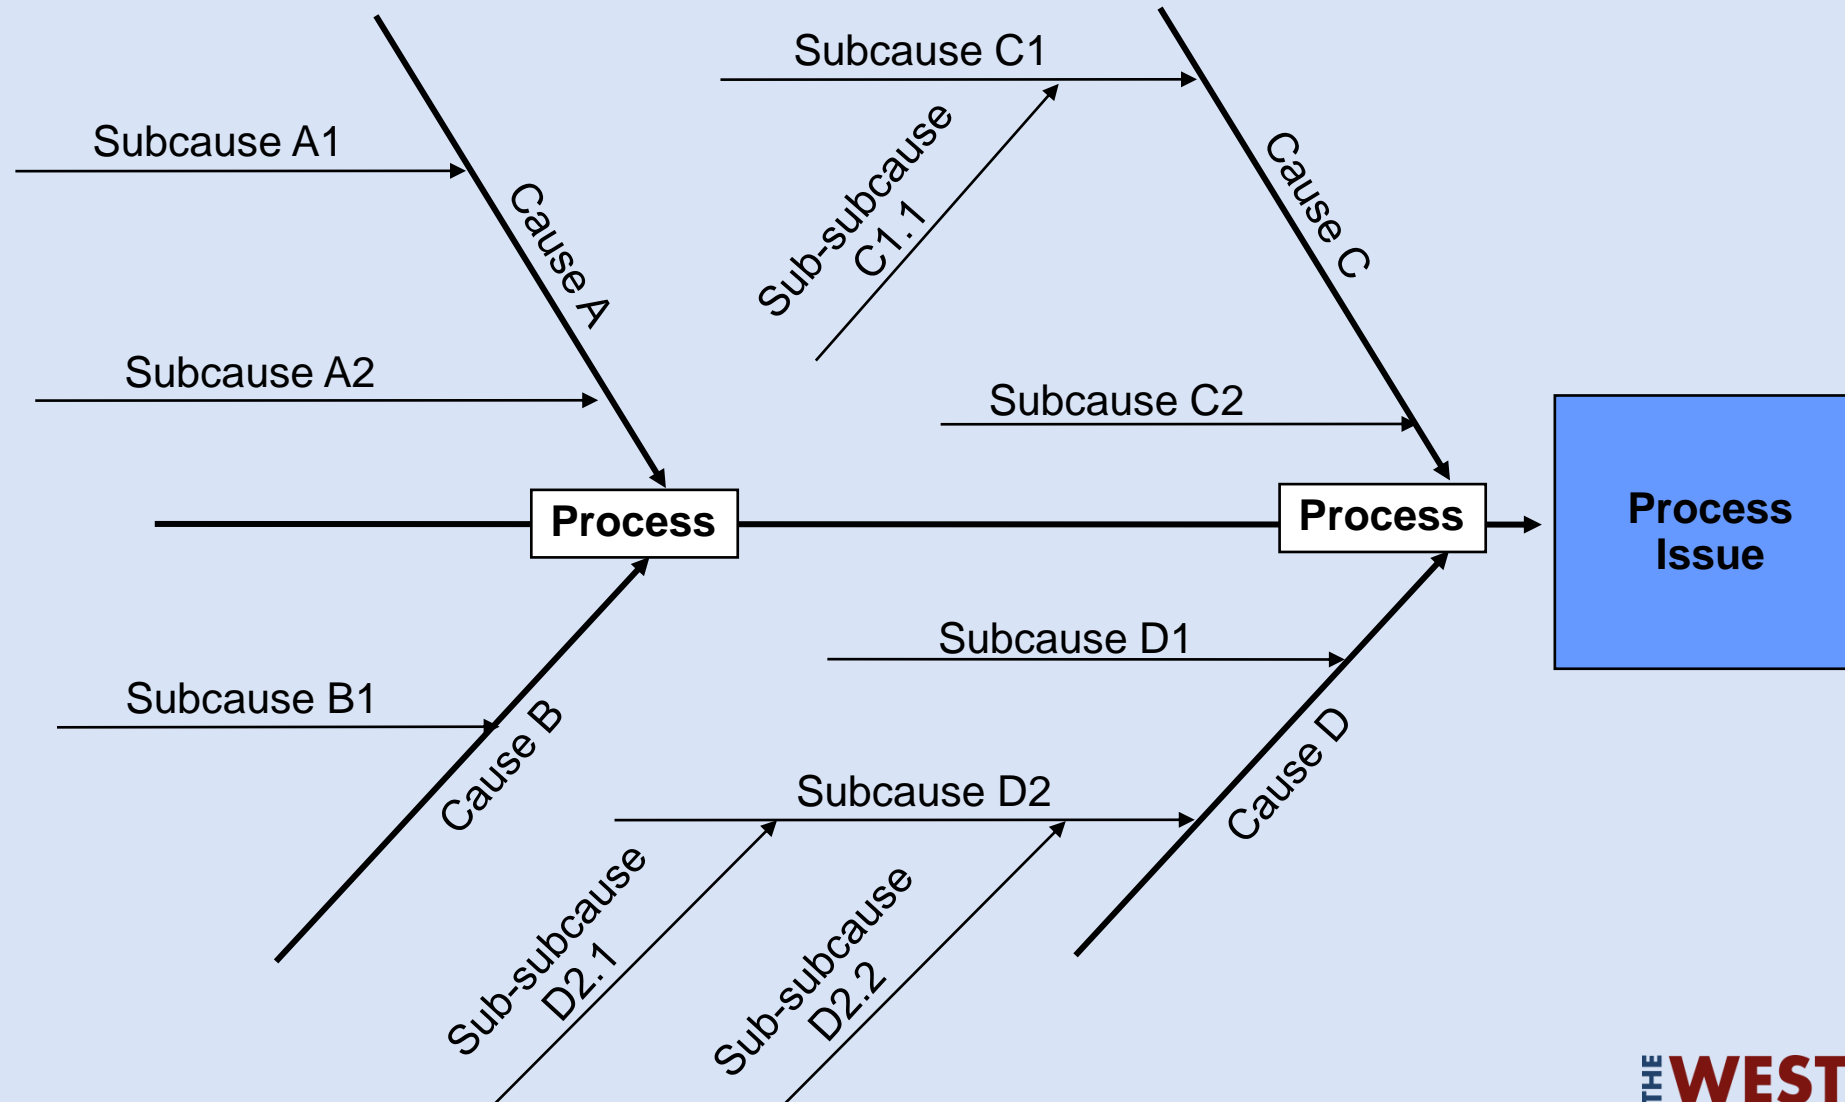 Subcause C1
Subcause A1
Sub-subcause
C1.1
Cause A
Cause C
Subcause A2
Subcause C2
Process
Process
Process
Issue
Subcause D1
Subcause B1
Cause B
Cause D
Subcause D2
Sub-subcause
D2.1
Sub-subcause
D2.2
THE WEST